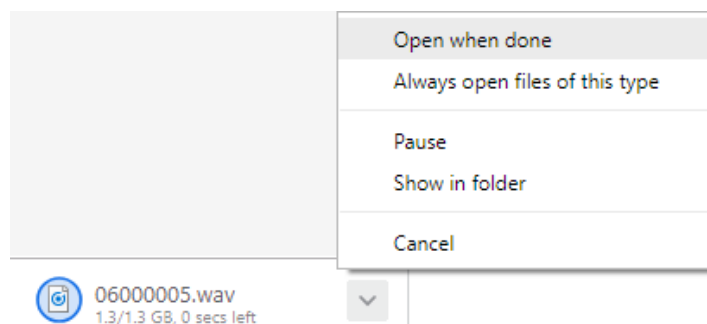 Open when done
Always open files of this type
Pause
Show in folder
Cancel
06000005.wav
1.3/1.3 GB, 0 secs left